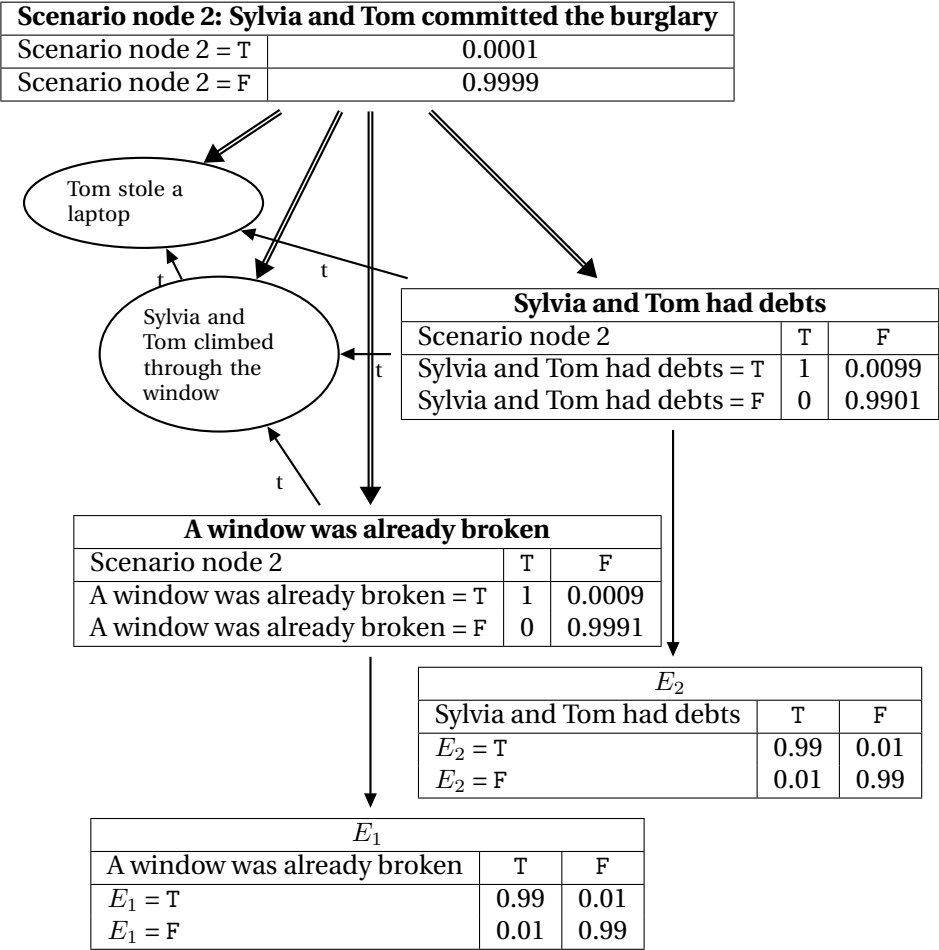 Scenario node 2: Sylvia and Tom committed the burglary
Scenario node 2 = T 0.0001
Scenario node 2 = F 0.9999
Tom stole a
laptop
t
t
Sylvia and
Tom climbed
through the
window
Sylvia and Tom had debts
Scenario node 2 T F
Sylvia and Tom had debts = T 1 0.0099
Sylvia and Tom had debts = F 0 0.9901
t
t
A window was already broken
Scenario node 2 T F
A window was already broken = T 1 0.0009
A window was already broken = F 0 0.9991
E₂
Sylvia and Tom had debts T F
E₂ = T 0.99 0.01
E₂ = F 0.01 0.99
E₁
A window was already broken T F
E₁ = T 0.99 0.01
E₁ = F 0.01 0.99